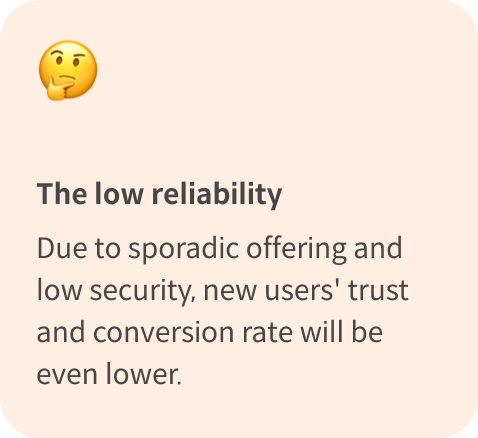 The low reliability
Due to sporadic offering and
low security, new users' trust
and conversion rate will be
even lower.